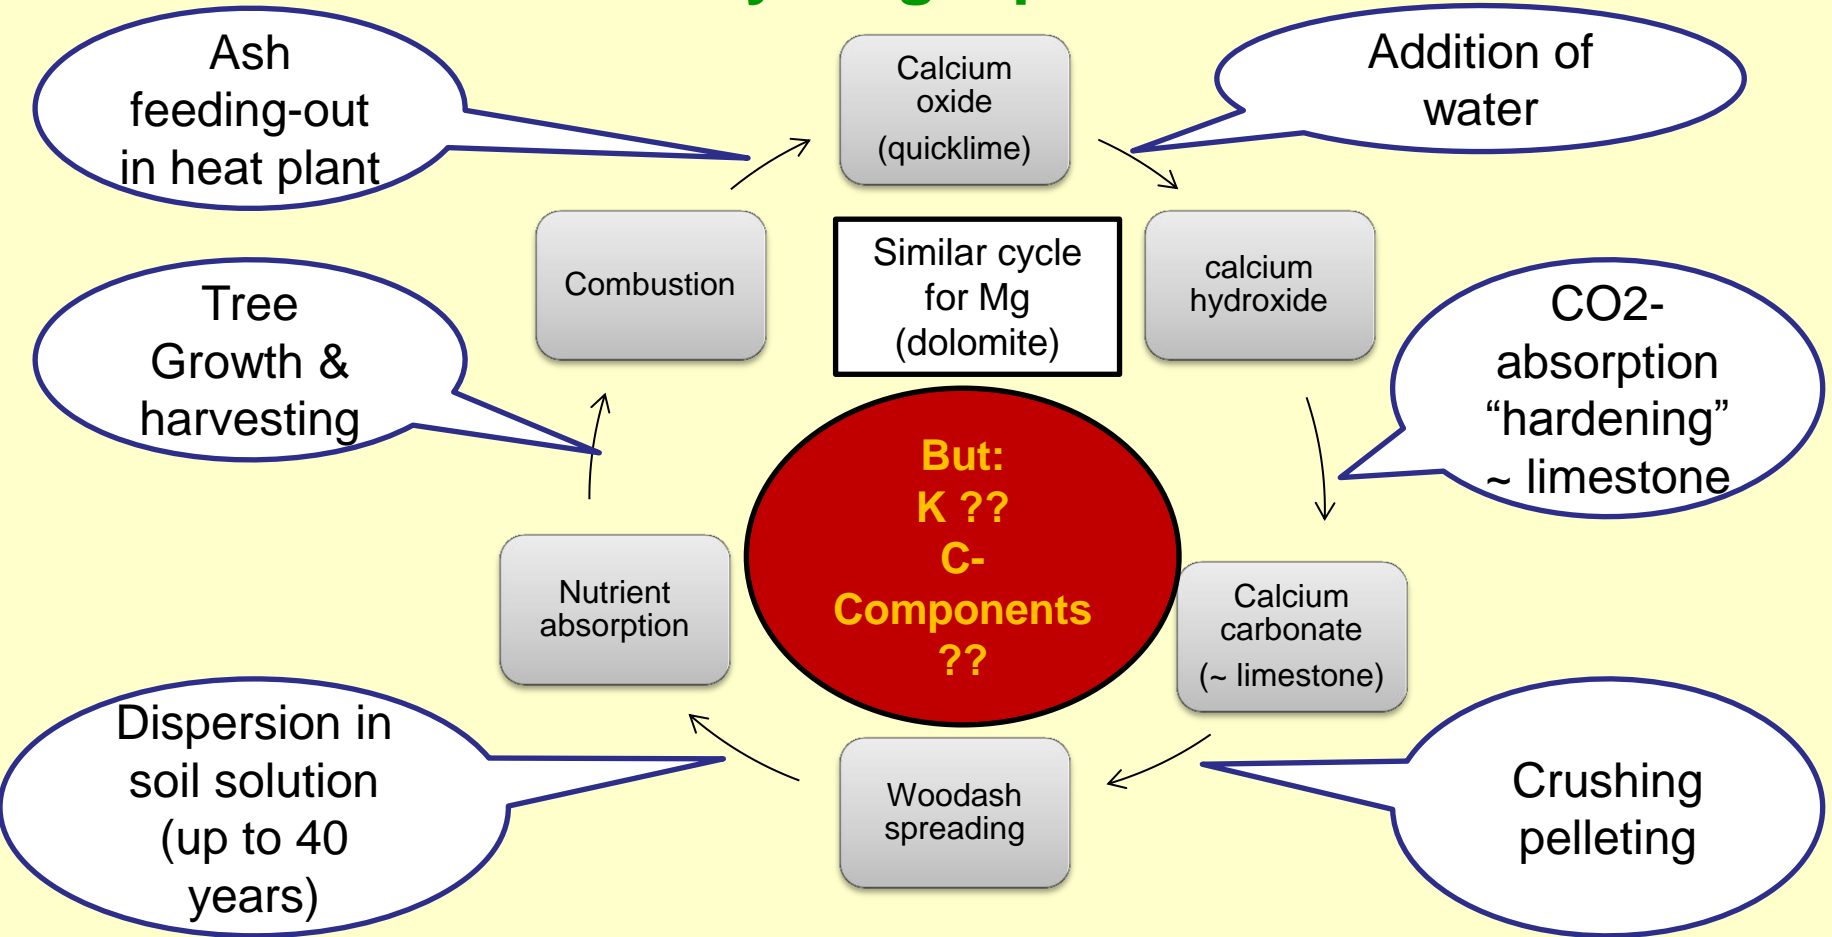 Ash
feeding-out
in heat plant
Calcium
oxide
(quicklime)
Addition of
water
Combustion
Similar cycle
for Mg
(dolomite)
calcium
hydroxide
Tree
Growth &
harvesting
CO2-
absorption
“hardening”
~ limestone
But:
K ??
C-
Components
??
Nutrient
absorption
Calcium
carbonate
(~ limestone)
Dispersion in
soil solution
(up to 40
years)
Woodash
spreading
Crushing
pelleting